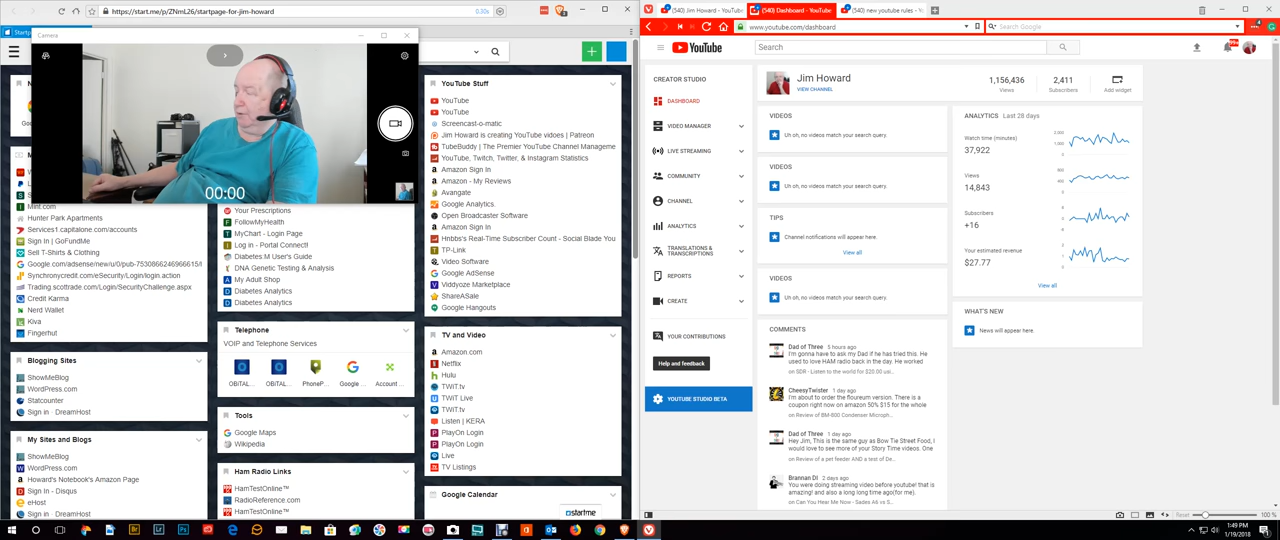 https://start.me/p/ZNmL26/startpage-for-jim-howard
0.30s
Camera
00:00
Mint.com
Hunter Park Apartments
Services1.capitalone.com/accounts
Sign In | GoFundMe
Sell T-Shirts & Clothing
Google.com/adsense/new/u/0/pub-7530866246966615/
Synchronycredit.com/eSecurity/Login/login.action
Trading.scottrade.com/Login/SecurityChallenge.aspx
Credit Karma
Nerd Wallet
Kiva
Fingerhut
Blogging Sites
ShowMeBlog
WordPress.com
Statcounter
Sign in · DreamHost
My Sites and Blogs
ShowMeBlog
WordPress.com
Howard's Notebook's Amazon Page
Sign In - Disqus
eHost
Sign in · DreamHost
Your Prescriptions
FollowMyHealth
MyChart - Login Page
Log in - Portal Connect!
Diabetes:M User's Guide
DNA Genetic Testing & Analysis
My Adult Shop
Diabetes Analytics
Diabetes Analytics
Telephone
VOIP and Telephone Services
OBiTAL...
OBiTAL...
PhoneP...
Google ...
Account ...
Tools
Google Maps
Wikipedia
Ham Radio Links
HamTestOnline™
RadioReference.com
HamTestOnline™
YouTube Stuff
YouTube
YouTube
Screencast-o-matic
Jim Howard is creating YouTube vidoes | Patreon
TubeBuddy | The Premier YouTube Channel Manageme
YouTube, Twitch, Twitter, & Instagram Statistics
Amazon Sign In
Amazon - My Reviews
Avangate
Google Analytics
Open Broadcaster Software
Amazon Sign In
Hnbbs's Real-Time Subscriber Count - Social Blade You
TP-Link
Video Software
Google AdSense
Viddyoze Marketplace
ShareASale
Google Hangouts
TV and Video
Amazon.com
Netflix
Hulu
TWiT.tv
TWiT Live
TWiT.tv
Listen | KERA
PlayOn Login
PlayOn Login
Live
TV Listings
Google Calendar
startme
(540) Jim Howard - YouTub
(540) Dashboard - YouTube
(540) new youtube rules - Y
www.youtube.com/dashboard
Search Google
YouTube
Search
CREATOR STUDIO
DASHBOARD
VIDEO MANAGER
LIVE STREAMING
COMMUNITY
CHANNEL
ANALYTICS
TRANSLATIONS & TRANSCRIPTIONS
REPORTS
CREATE
YOUR CONTRIBUTIONS
Help and feedback
YOUTUBE STUDIO BETA
Jim Howard
VIEW CHANNEL
1,156,436
Views
2,411
Subscribers
Add widget
VIDEOS
Uh oh, no videos match your search query.
VIDEOS
Uh oh, no videos match your search query.
TIPS
Channel notifications will appear here.
View all
VIDEOS
Uh oh, no videos match your search query.
COMMENTS
Dad of Three 5 hours ago
I'm gonna have to ask my Dad if he has tried this. He
used to love HAM radio back in the day. He worked
on SDR - Listen to the world for $20.00 usi...
CheesyTwister 1 day ago
I'm about to order the floureum version. There is a
coupon right now on amazon 50% $15 for the whole
on Review of BM-800 Condenser Microph...
Dad of Three 1 day ago
Hey Jim, This is the same guy as Bow Tie Street Food, I
would love to see more of your Story Time videos. One
on Review of a pet feeder AND a test of De...
Brannan DI 2 days ago
You were doing streaming video before youtube! that is
amazing! and also a long long time ago(for me).
on Can You Hear Me Now - Sades A6 vs S...
ANALYTICS Last 28 days
Watch time (minutes)
37,922
2,000
1,000
Views
14,843
800
400
Subscribers
+16
Your estimated revenue
$27.77
View all
WHAT'S NEW
News will appear here.
Reset
100 %
1:49 PM
1/19/2018